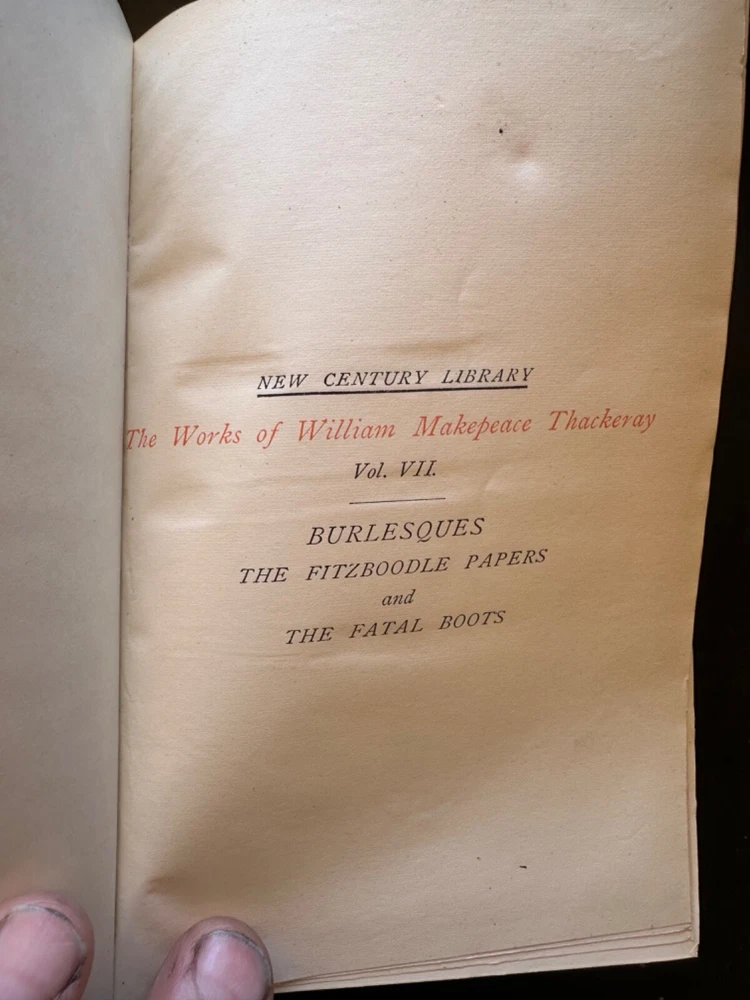 NEW CENTURY LIBRARY
The Works of William Makepeace Thackeray
Vol. VII.
BURLESQUES
THE FITZBOODLE PAPERS
and
THE FATAL BOOTS